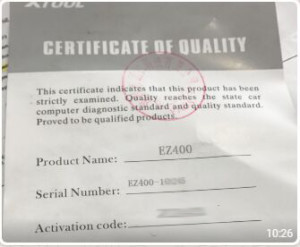 XTOOL
CERTIFICATE OF QUALITY
This certificate indicates that this product has been
strictly examined. Quality reaches the state car
computer diagnostic standard and quality standard.
Proved to be qualified products.
Product Name: EZ400
Serial Number: EZ400-
Activation code:
10:26